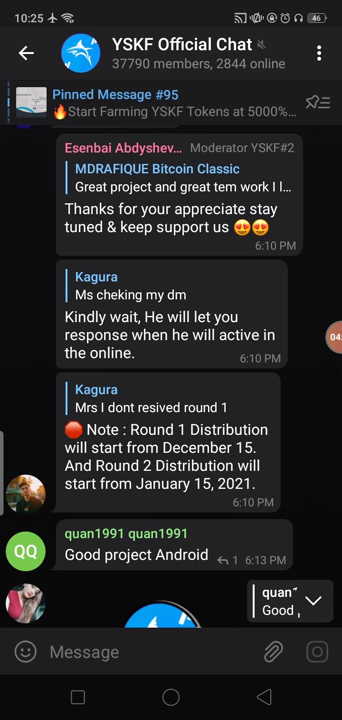 10:25
46
YSKF Official Chat
37790 members, 2844 online
Pinned Message #95
🔥Start Farming YSKF Tokens at 5000%...
Esenbai Abdyshev... Moderator YSKF#2
MDRAFIQUE Bitcoin Classic
Great project and great tem work I l...
Thanks for your appreciate stay
tuned & keep support us 😍😍
6:10 PM
Kagura
Ms cheking my dm
Kindly wait, He will let you
response when he will active in
the online.
6:10 PM
04:
Kagura
Mrs I dont resived round 1
🛑 Note : Round 1 Distribution
will start from December 15.
And Round 2 Distribution will
start from January 15, 2021.
6:10 PM
QQ
quan1991 quan1991
Good project Android
1 6:13 PM
quan
Good
Message